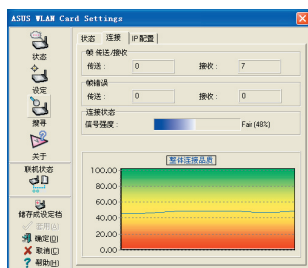 ASUS WLAN Card Settings
状态 连接 IP 配置
帧 传送/接收
传送： 0 接收： 7
帧错误
传送： 0 接收： 0
连接状态
信号强度： Fair (48%)
整体连接品质
100.00
80.00
60.00
40.00
20.00
0.00
状态
设定
搜寻
关于
联机状态
储存成设定档
套用(A)
确定(O)
取消(C)
帮助(H)